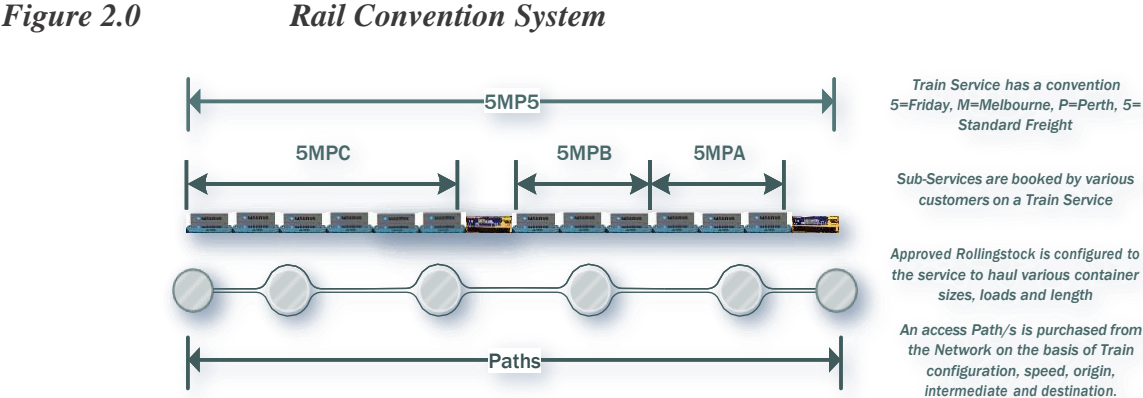 Figure 2.0 Rail Convention System
5MP5
5MPC 5MPB 5MPA
Paths
Train Service has a convention
5=Friday, M=Melbourne, P=Perth, 5=
Standard Freight
Sub-Services are booked by various
customers on a Train Service
Approved Rollingstock is configured to
the service to haul various container
sizes, loads and length
An access Path/s is purchased from
the Network on the basis of Train
configuration, speed, origin,
intermediate and destination.